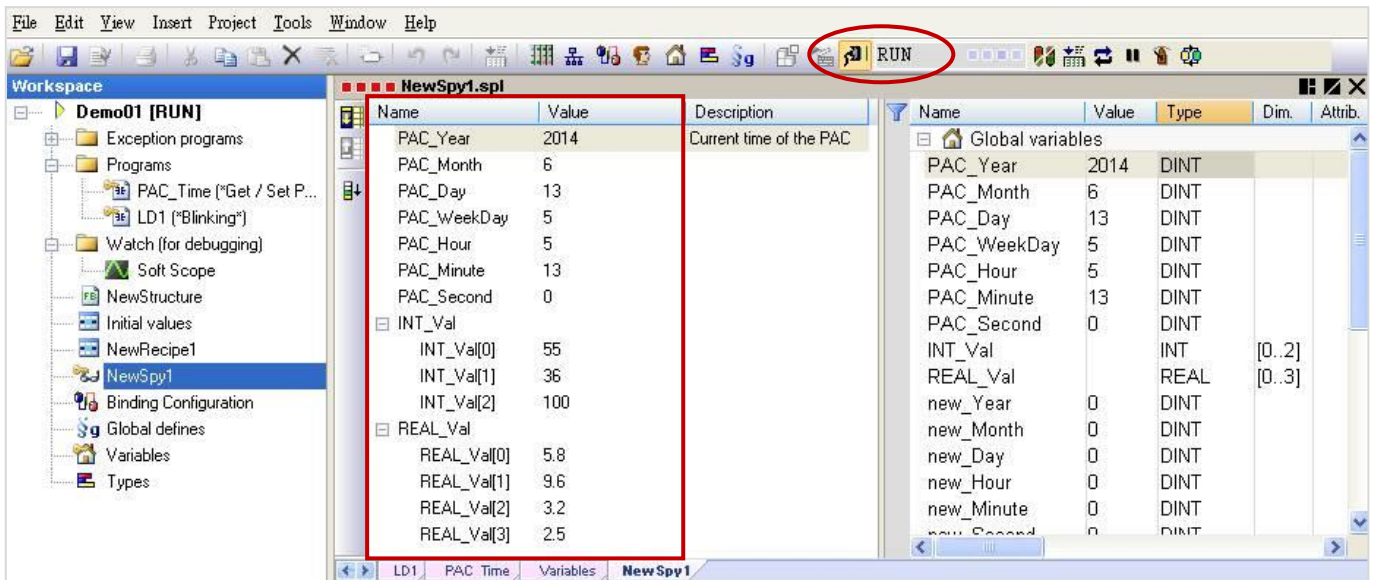 File Edit View Insert Project Tools Window Help
RUN
Workspace
Demo01 [RUN]
Exception programs
Programs
PAC_Time (*Get / Set P...
LD1 (*Blinking*)
Watch (for debugging)
Soft Scope
NewStructure
Initial values
NewRecipe1
NewSpy1
Binding Configuration
Global defines
Variables
Types
NewSpy1.spl
Name Value Description
PAC_Year 2014 Current time of the PAC
PAC_Month 6
PAC_Day 13
PAC_WeekDay 5
PAC_Hour 5
PAC_Minute 13
PAC_Second 0
INT_Val
INT_Val[0] 55
INT_Val[1] 36
INT_Val[2] 100
REAL_Val
REAL_Val[0] 5.8
REAL_Val[1] 9.6
REAL_Val[2] 3.2
REAL_Val[3] 2.5
LD1 PAC_Time Variables NewSpy1
Name Value Type Dim. Attrib.
Global variables
PAC_Year 2014 DINT
PAC_Month 6 DINT
PAC_Day 13 DINT
PAC_WeekDay 5 DINT
PAC_Hour 5 DINT
PAC_Minute 13 DINT
PAC_Second 0 DINT
INT_Val INT [0..2]
REAL_Val REAL [0..3]
new_Year 0 DINT
new_Month 0 DINT
new_Day 0 DINT
new_Hour 0 DINT
new_Minute 0 DINT